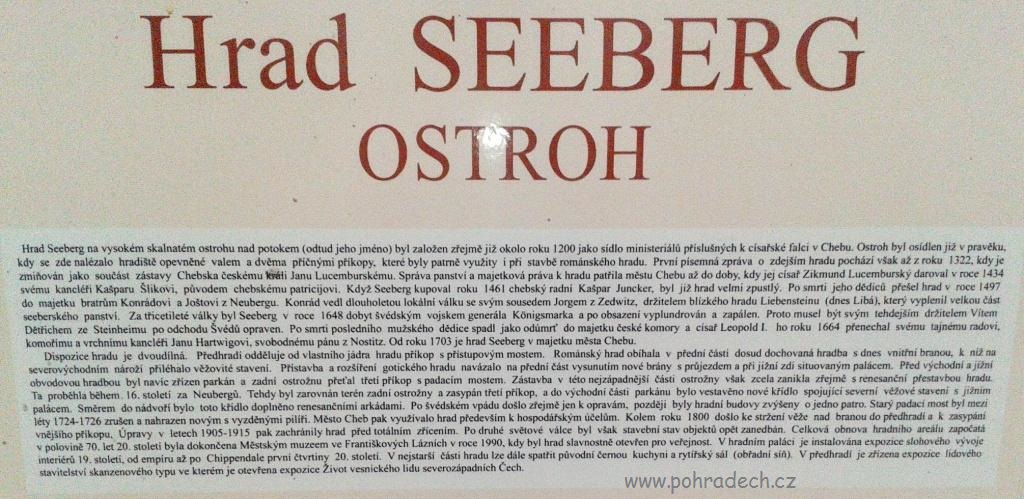 Hrad SEEBERG
OSTROH
Hrad Seeberg na vysokém skalnatém ostrohu nad potokem (odtud jeho jméno) byl založen zřejmě již okolo roku 1200 jako sídlo ministeriálů příslušných k císařské falci v Chebu. Ostroh byl osídlen již v pravěku,
kdy se zde nalézalo hradiště opevněné valem a dvěma příčnými příkopy, které byly patrně využity i při stavbě románského hradu. První písemná zpráva o zdejším hradu pochází však až z roku 1322, kdy je
zmiňován jako součást zástavy Chebska českému králi Janu Lucemburskému. Správa panství a majetková práva k hradu patřila městu Chebu až do doby, kdy jej císař Zikmund Lucemburský daroval v roce 1434
svému kancléři Kašparu Šlikovi, původem chebskému patricijovi. Když Seeberg kupoval roku 1461 chebský radní Kašpar Juncker, byl již hrad velmi zpustlý. Po smrti jeho dědiců přešel hrad v roce 1497
do majetku bratrům Konrádovi a Joštovi z Neubergu. Konrád vedl dlouholetou lokální válku se svým sousedem Jorgem z Zedwitz, držitelem blízkého hradu Liebensteinu (dnes Libá), který vyplenil velkou část
seeberského panství. Za třicetileté války byl Seeberg v roce 1648 dobyt švédským vojskem generála Königsmarka a po obsazení vyplundrován a zapálen. Proto musel být svým tehdejším držitelem Vítem
Dětřichem ze Steinheimu po odchodu Švédů opraven. Po smrti posledního mužského dědice spadl jako odúmrť do majetku české komory a císař Leopold I. ho roku 1664 přenechal svému tajnému radovi,
komořímu a vrchnímu kancléři Janu Hartwigovi, svobodnému pánu z Nostitz. Od roku 1703 je hrad Seeberg v majetku města Chebu.
Dispozice hradu je dvoudílná. Předhradí odděluje od vlastního jádra hradu příkop s přístupovým mostem. Románský hrad obíhala v přední části dosud dochovaná hradba s dnes vnitřní branou, k níž na
severovýchodním nároží přiléhalo věžovité stavení. Přístavba a rozšíření gotického hradu navázalo na přední část vysunutím nové brány s průjezdem a při jižní zdi situovaným palácem. Před východní a jižní
obvodovou hradbou byl navíc zřízen parkán a zadní ostrožnu přeťal třetí příkop s padacím mostem. Zástavba v této nejzápadnější části ostrožny však zcela zanikla zřejmě s renesanční přestavbou hradu.
Ta proběhla během. 16. století za Neubergů. Tehdy byl zarovnán terén zadní ostrožny a zasypán třetí příkop, a do východní části parkánu bylo vestavěno nové křídlo spojující severní věžové stavení s jižním
palácem. Směrem do nádvoří bylo toto křídlo doplněno renesančními arkádami. Po švédském vpádu došlo zřejmě jen k opravám, později byly hradní budovy zvýšeny o jedno patro. Starý padací most byl mezi
léty 1724-1726 zrušen a nahrazen novým s vyzděnými pilíři. Město Cheb pak využívalo hrad především k hospodářským účelům. Kolem roku 1800 došlo ke stržení věže nad branou do předhradí a k zasypání
vnějšího příkopu. Úpravy v letech 1905-1915 pak zachránily hrad před totálním zřícením. Po druhé světové válce byl však stavební stav objektů opět zanedbán. Celková obnova hradního areálu započatá
v polovině 70. let 20. století byla dokončena Městským muzeem ve Františkových Lázních v roce 1990, kdy byl hrad slavnostně otevřen pro veřejnost. V hradním paláci je instalována expozice slohového vývoje
interiérů 19. století, od empíru až po Chippendale první čtvrtiny 20. století. V nejstarší části hradu lze dále spatřit původní černou kuchyni a rytířský sál (obřadní síň). V předhradí je zřízena expozice lidového
stavitelství skanzenového typu ve kterém je otevřena expozice Život vesnického lidu severozápadních Čech.
www.pohradech.cz